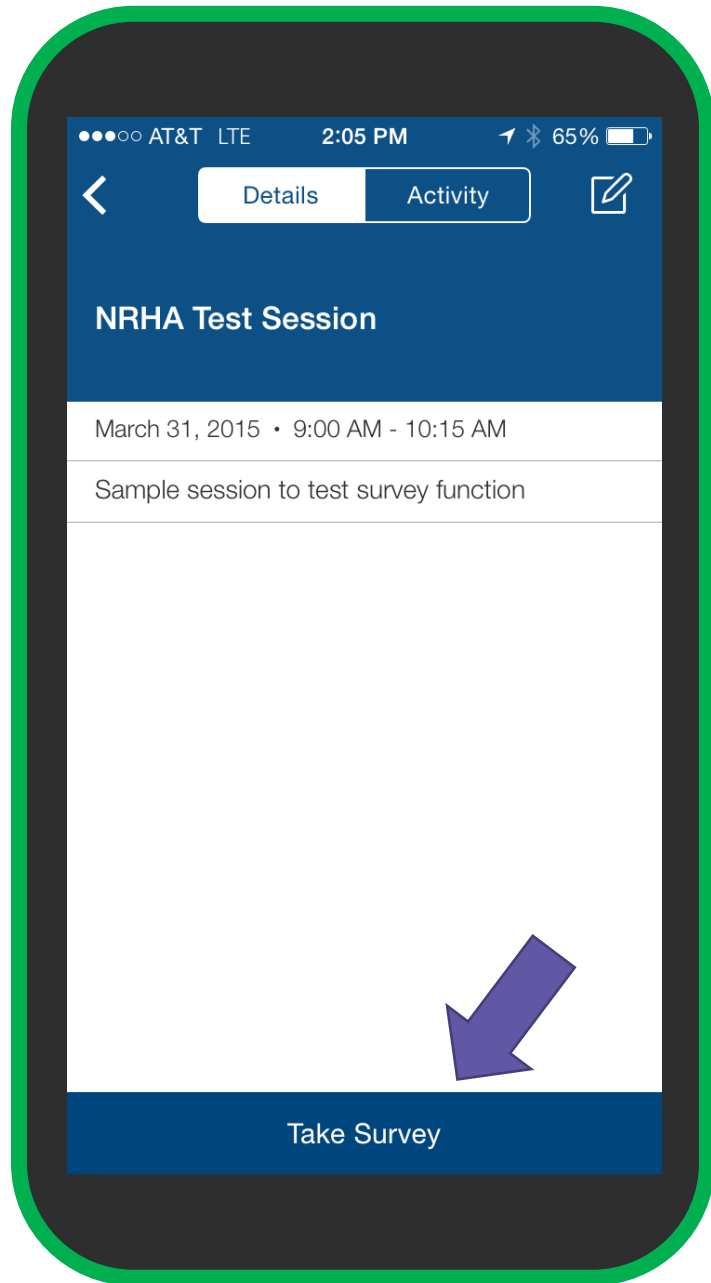 AT&T LTE 2:05 PM 65%
Details Activity
NRHA Test Session
March 31, 2015 • 9:00 AM - 10:15 AM
Sample session to test survey function
Take Survey